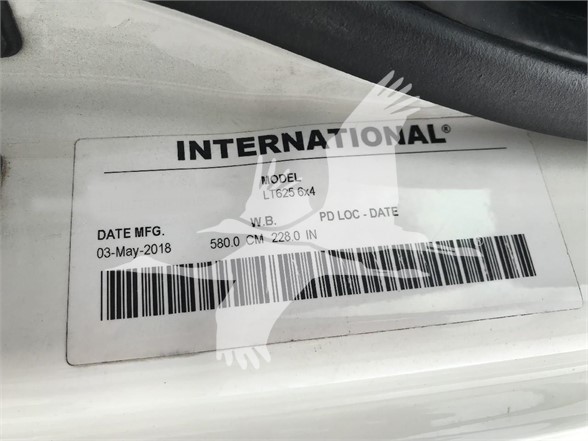 INTERNATIONAL®
MODEL
LT625 6x4
DATE MFG. W.B. PD LOC - DATE
03-May-2018 580.0 CM 228.0 IN